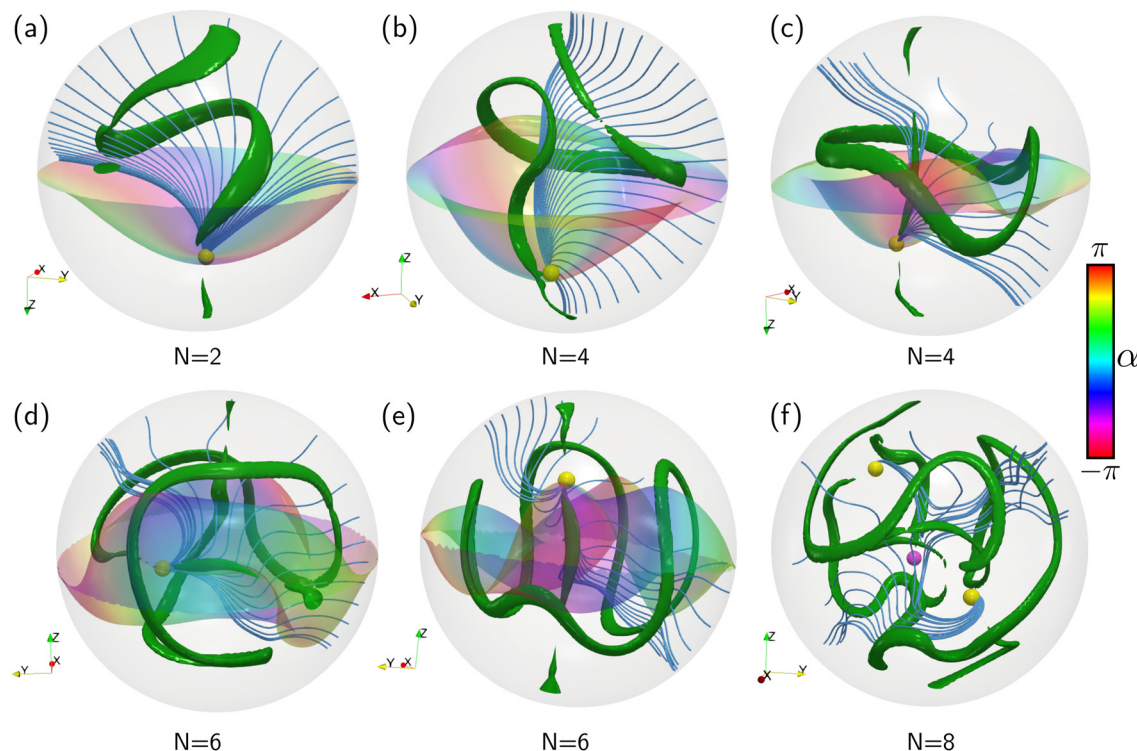 (a)
(b)
(c)
X
Y
Z
Z
X
Y
X
Y
Z
π
α
-π
N=2
N=4
N=4
(d)
(e)
(f)
Z
X
Y
Z
X
Y
Z
X
Y
N=6
N=6
N=8